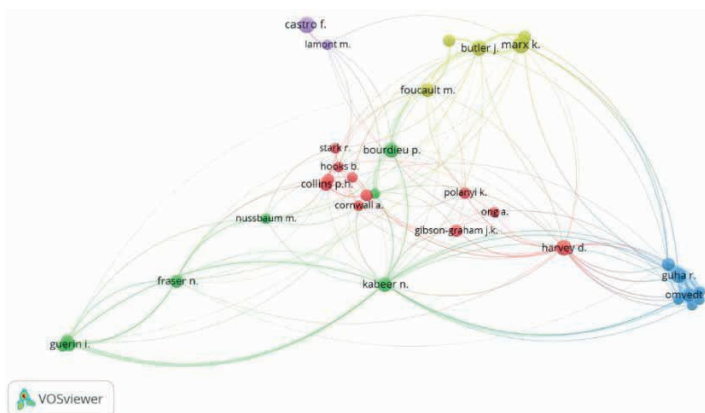 castro f.
lamont m.
butler j.
marx k.
foucault m.
bourdieu p.
stark r.
hooks b.
collins p.h.
cornwall a.
polanyi k.
ong a.
nussbaum m.
gibson-graham j.k.
harvey d.
fraser n.
kabeer n.
guha r.
omvedt
guerin i.
VOSviewer